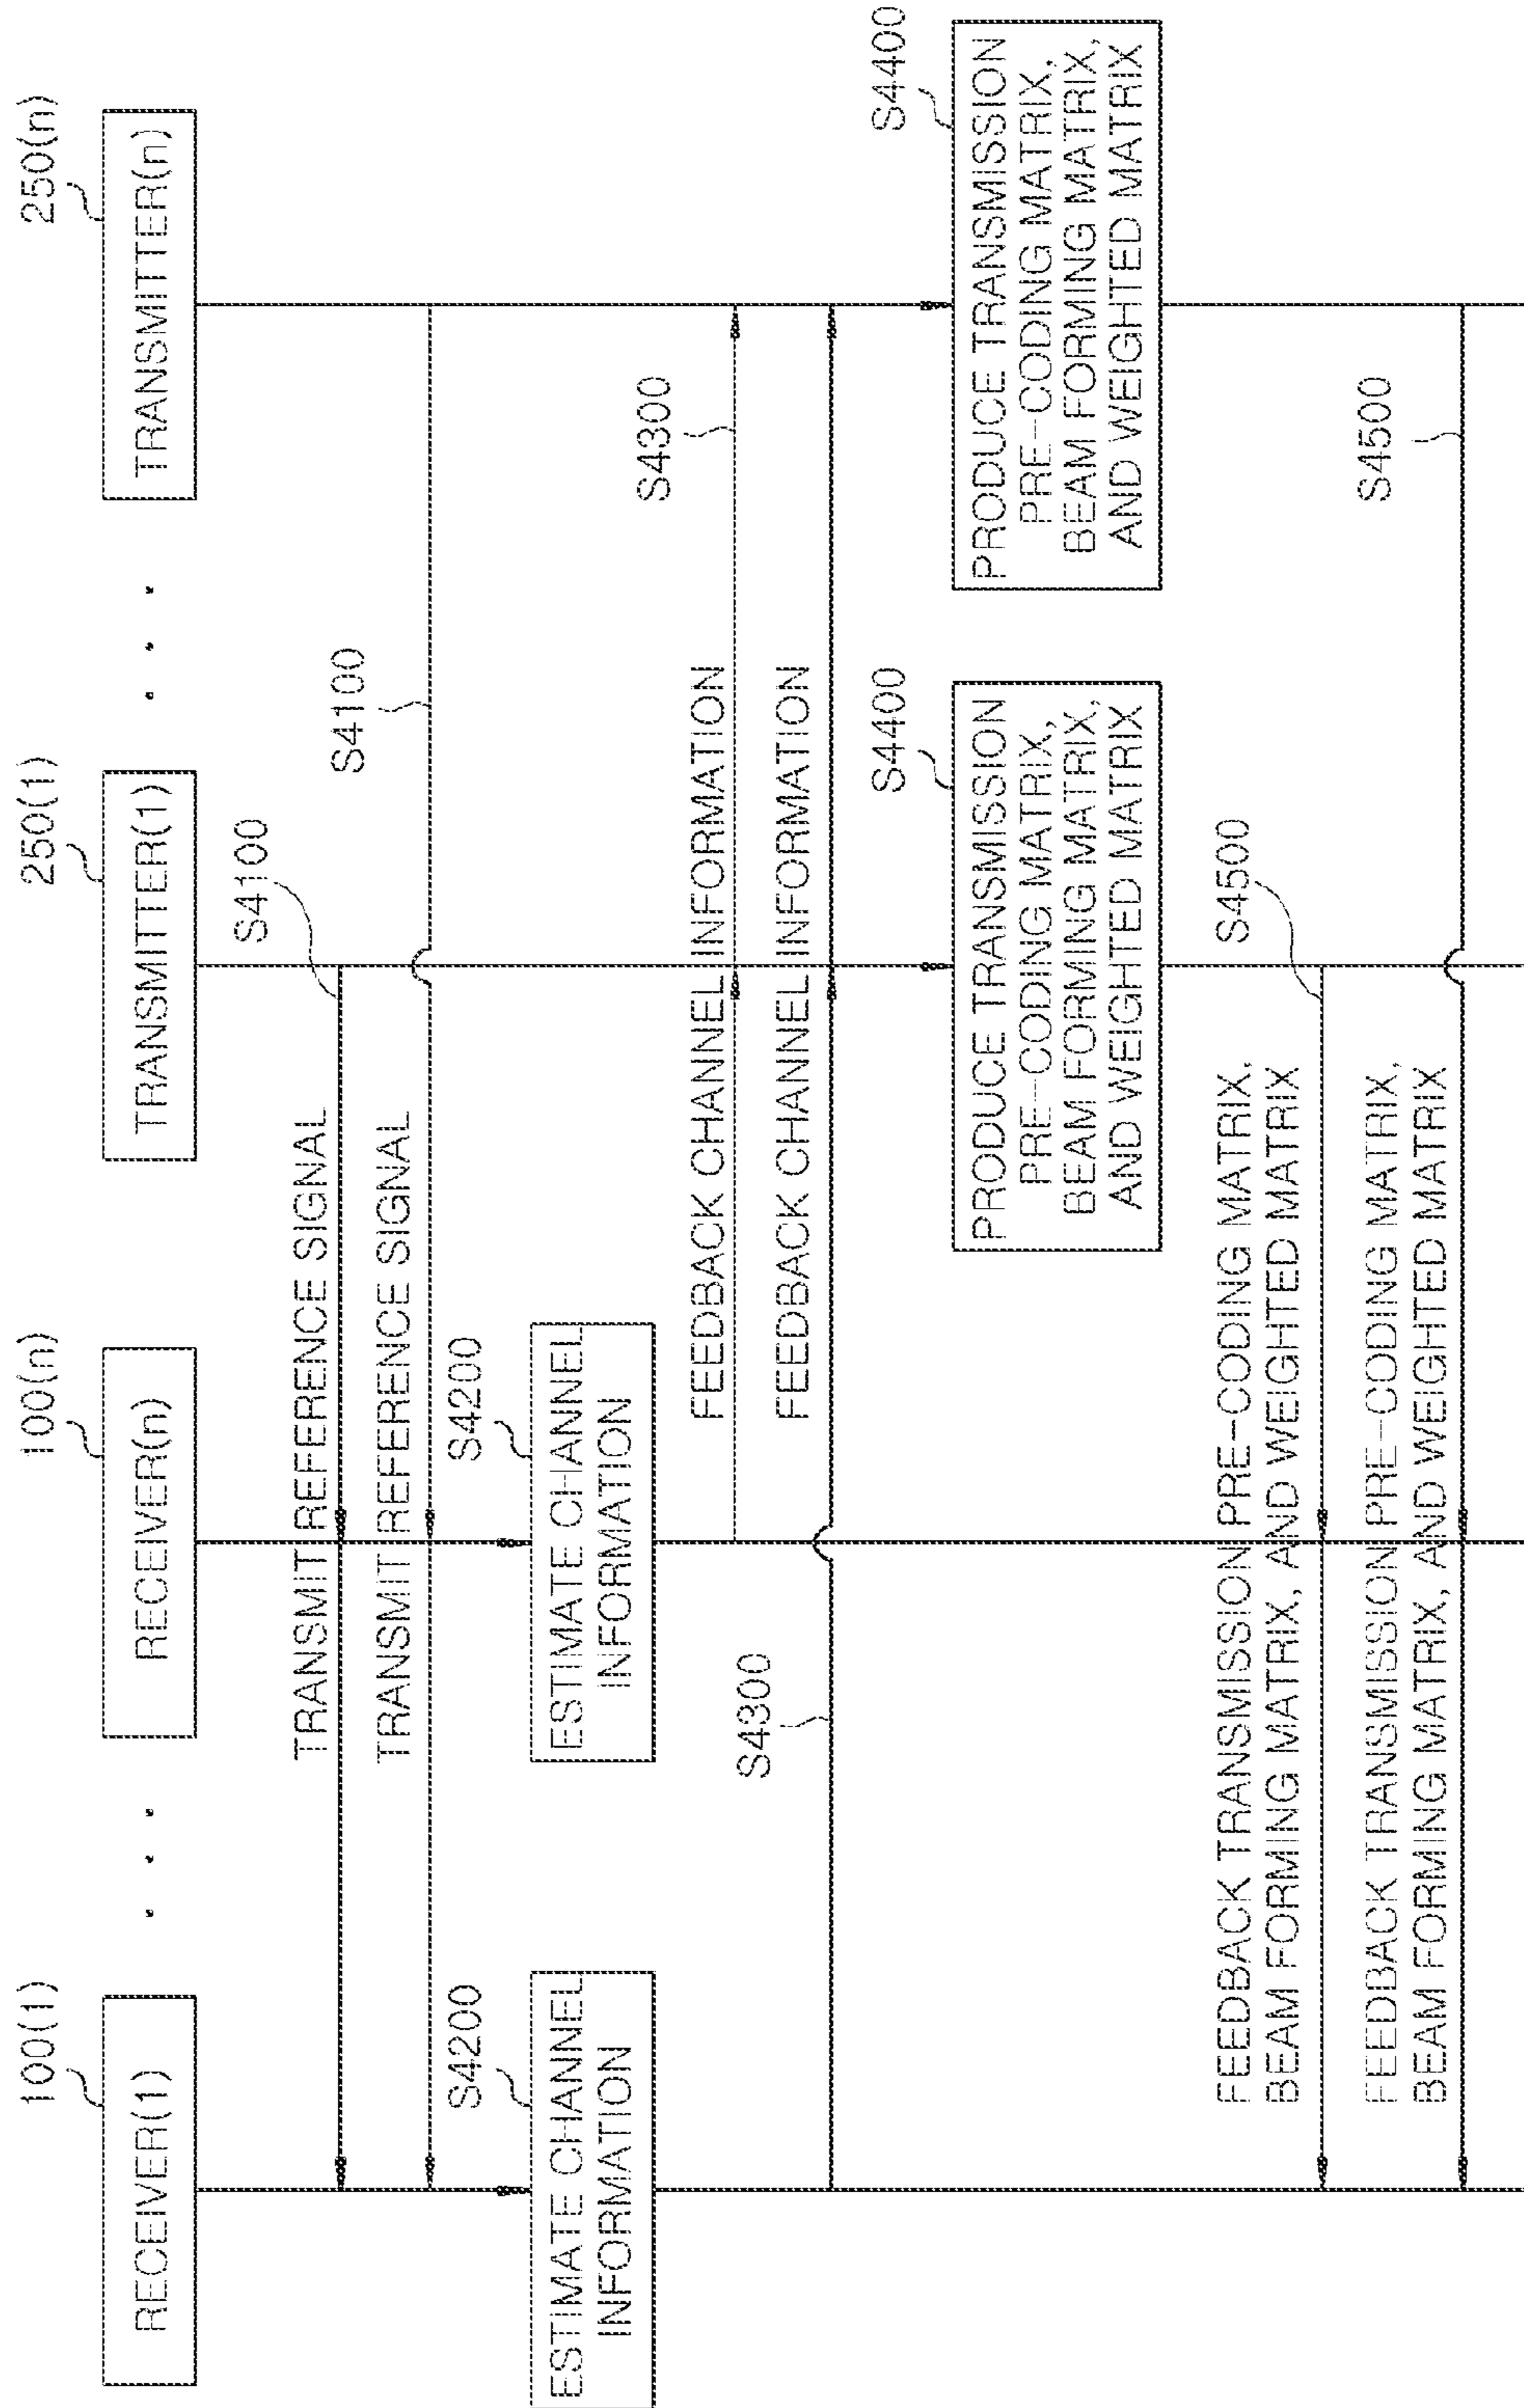 100(1)
100(n)
250(1)
250(n)
RECEIVER(1)
. . .
RECEIVER(n)
TRANSMITTER(1)
. . .
TRANSMITTER(n)
S4100
TRANSMIT REFERENCE SIGNAL
S4100
TRANSMIT REFERENCE SIGNAL
S4200
ESTIMATE CHANNEL
INFORMATION
S4200
ESTIMATE CHANNEL
INFORMATION
S4300
FEEDBACK CHANNEL INFORMATION
S4300
FEEDBACK CHANNEL INFORMATION
S4400
PRODUCE TRANSMISSION
PRE-CODING MATRIX,
BEAM FORMING MATRIX,
AND WEIGHTED MATRIX
S4400
PRODUCE TRANSMISSION
PRE-CODING MATRIX,
BEAM FORMING MATRIX,
AND WEIGHTED MATRIX
S4500
FEEDBACK TRANSMISSION PRE-CODING MATRIX,
BEAM FORMING MATRIX, AND WEIGHTED MATRIX
S4500
FEEDBACK TRANSMISSION PRE-CODING MATRIX,
BEAM FORMING MATRIX, AND WEIGHTED MATRIX